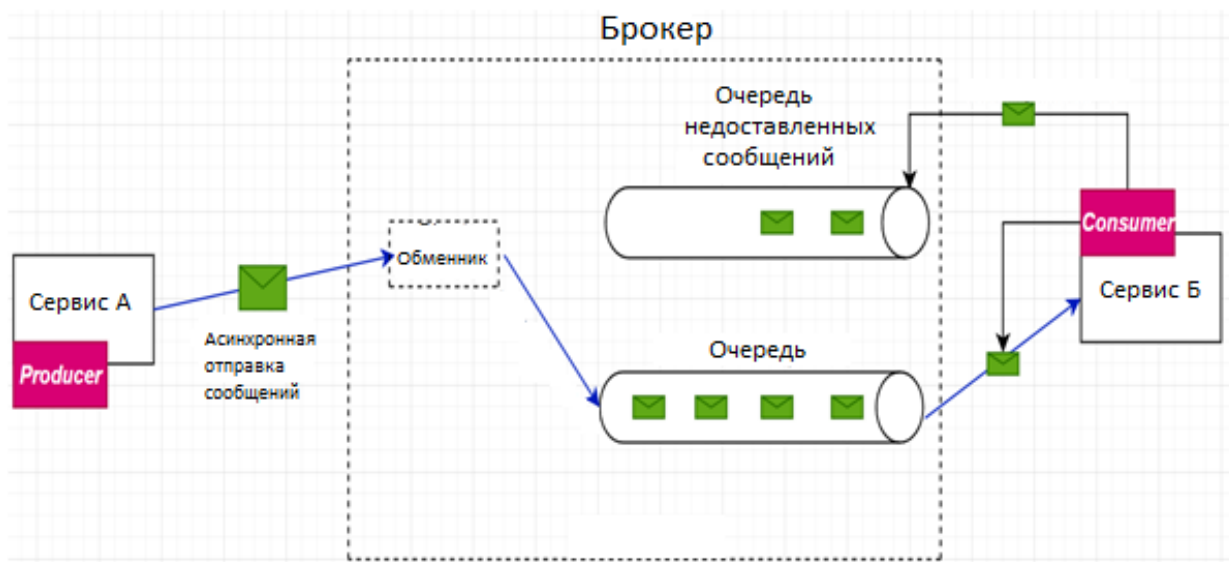 Брокер
Очередь
недоставленных
сообщений
Consumer
Обменник
Сервис А
Сервис Б
Асинхронная
отправка
сообщений
Producer
Очередь